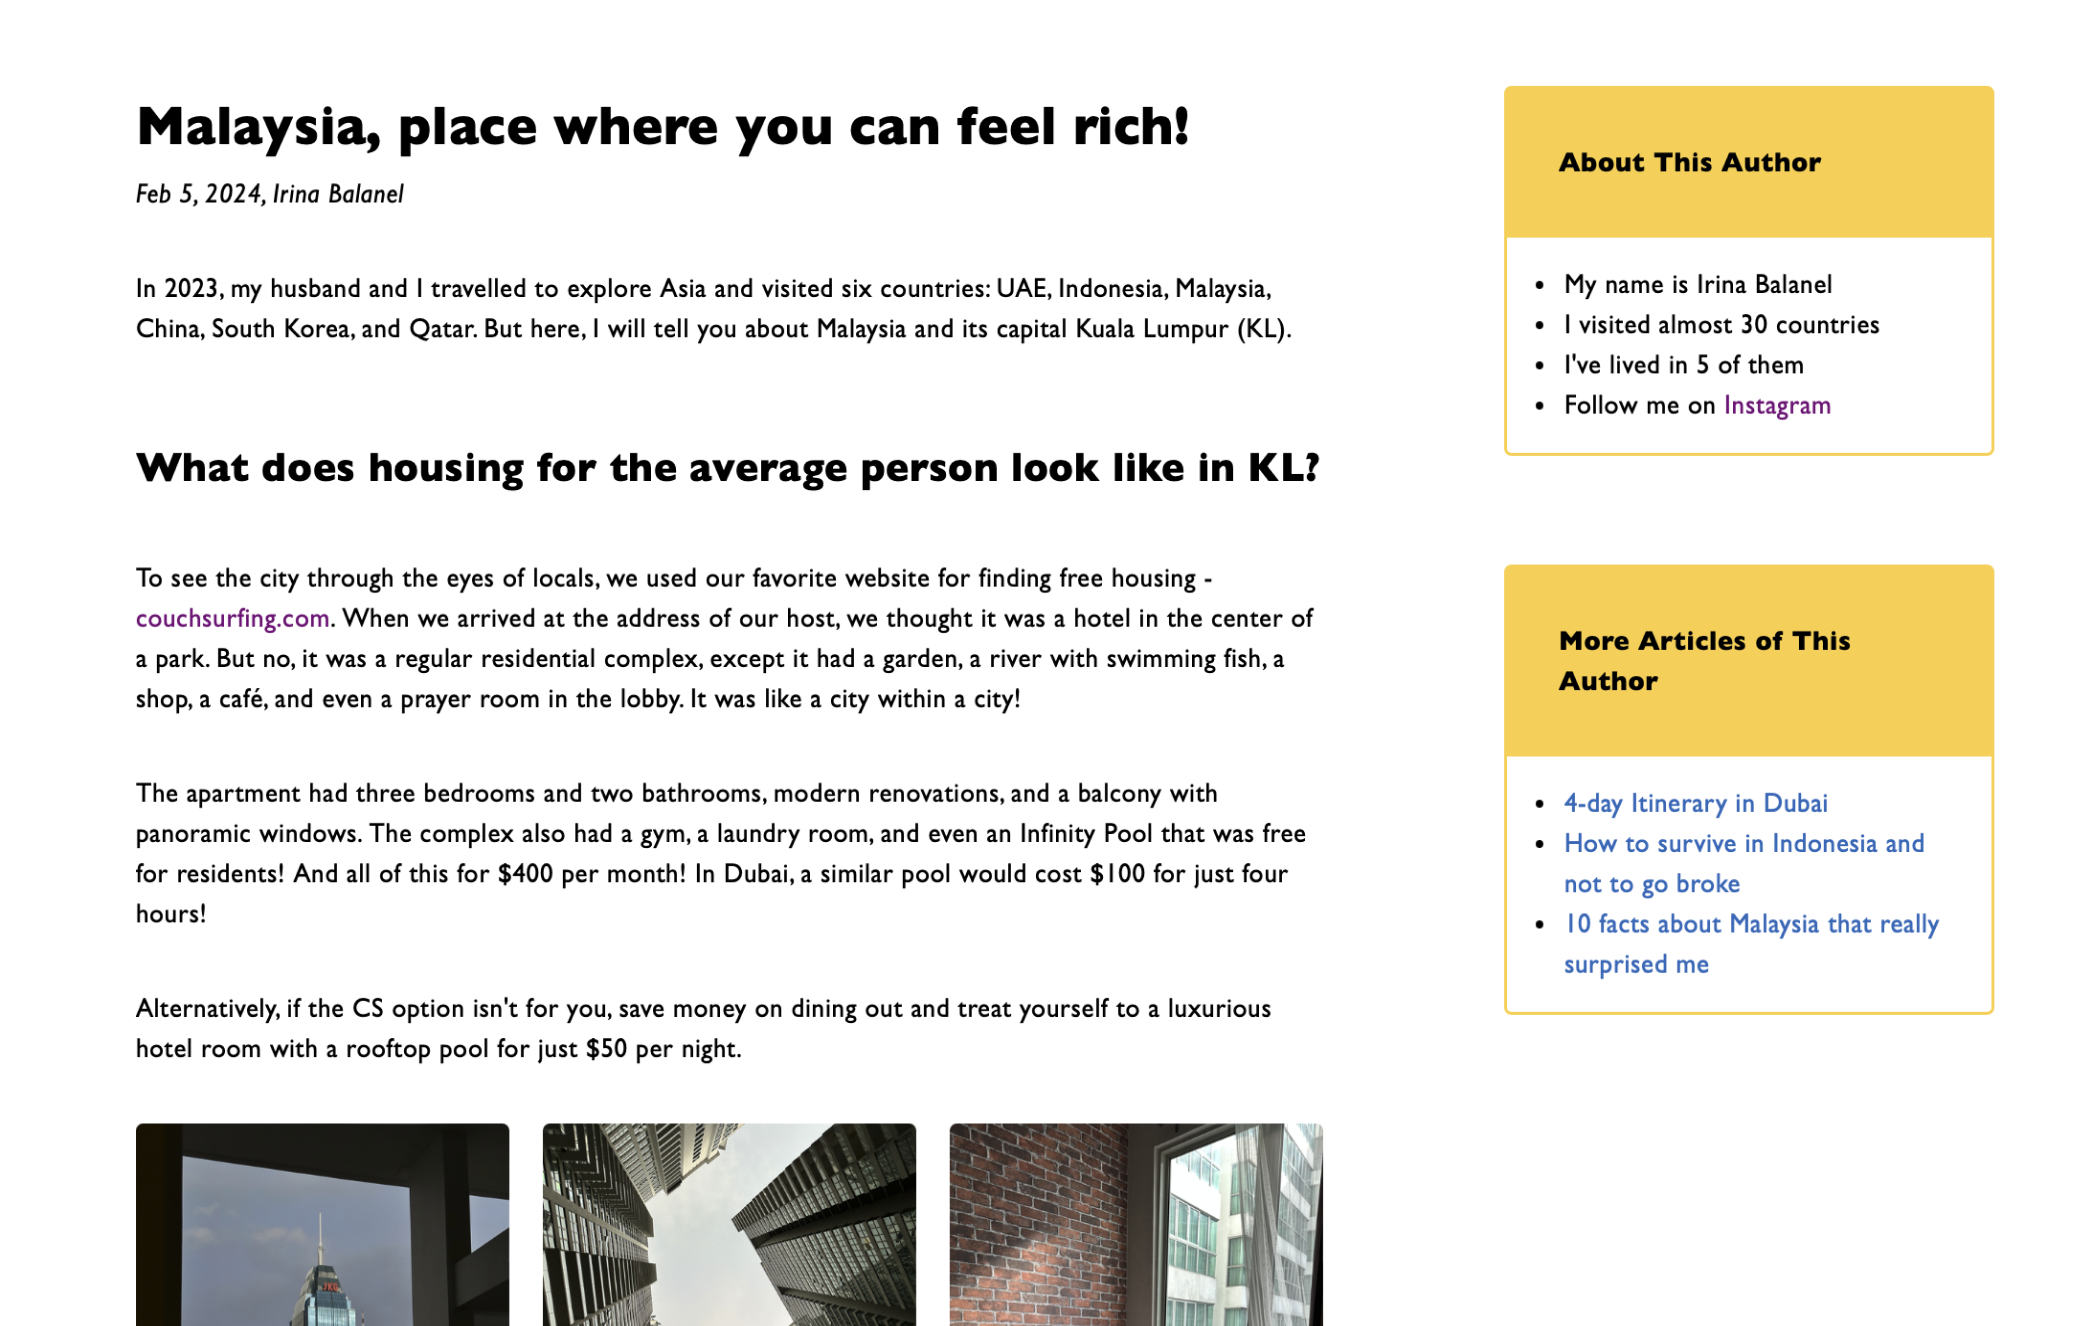 Malaysia, place where you can feel rich!
Feb 5, 2024, Irina Balanel
In 2023, my husband and I travelled to explore Asia and visited six countries: UAE, Indonesia, Malaysia,
China, South Korea, and Qatar. But here, I will tell you about Malaysia and its capital Kuala Lumpur (KL).
What does housing for the average person look like in KL?
To see the city through the eyes of locals, we used our favorite website for finding free housing -
couchsurfing.com. When we arrived at the address of our host, we thought it was a hotel in the center of
a park. But no, it was a regular residential complex, except it had a garden, a river with swimming fish, a
shop, a café, and even a prayer room in the lobby. It was like a city within a city!
The apartment had three bedrooms and two bathrooms, modern renovations, and a balcony with
panoramic windows. The complex also had a gym, a laundry room, and even an Infinity Pool that was free
for residents! And all of this for $400 per month! In Dubai, a similar pool would cost $100 for just four
hours!
Alternatively, if the CS option isn't for you, save money on dining out and treat yourself to a luxurious
hotel room with a rooftop pool for just $50 per night.
About This Author
• My name is Irina Balanel
• I visited almost 30 countries
• I've lived in 5 of them
• Follow me on Instagram
More Articles of This
Author
• 4-day Itinerary in Dubai
• How to survive in Indonesia and
not to go broke
• 10 facts about Malaysia that really
surprised me